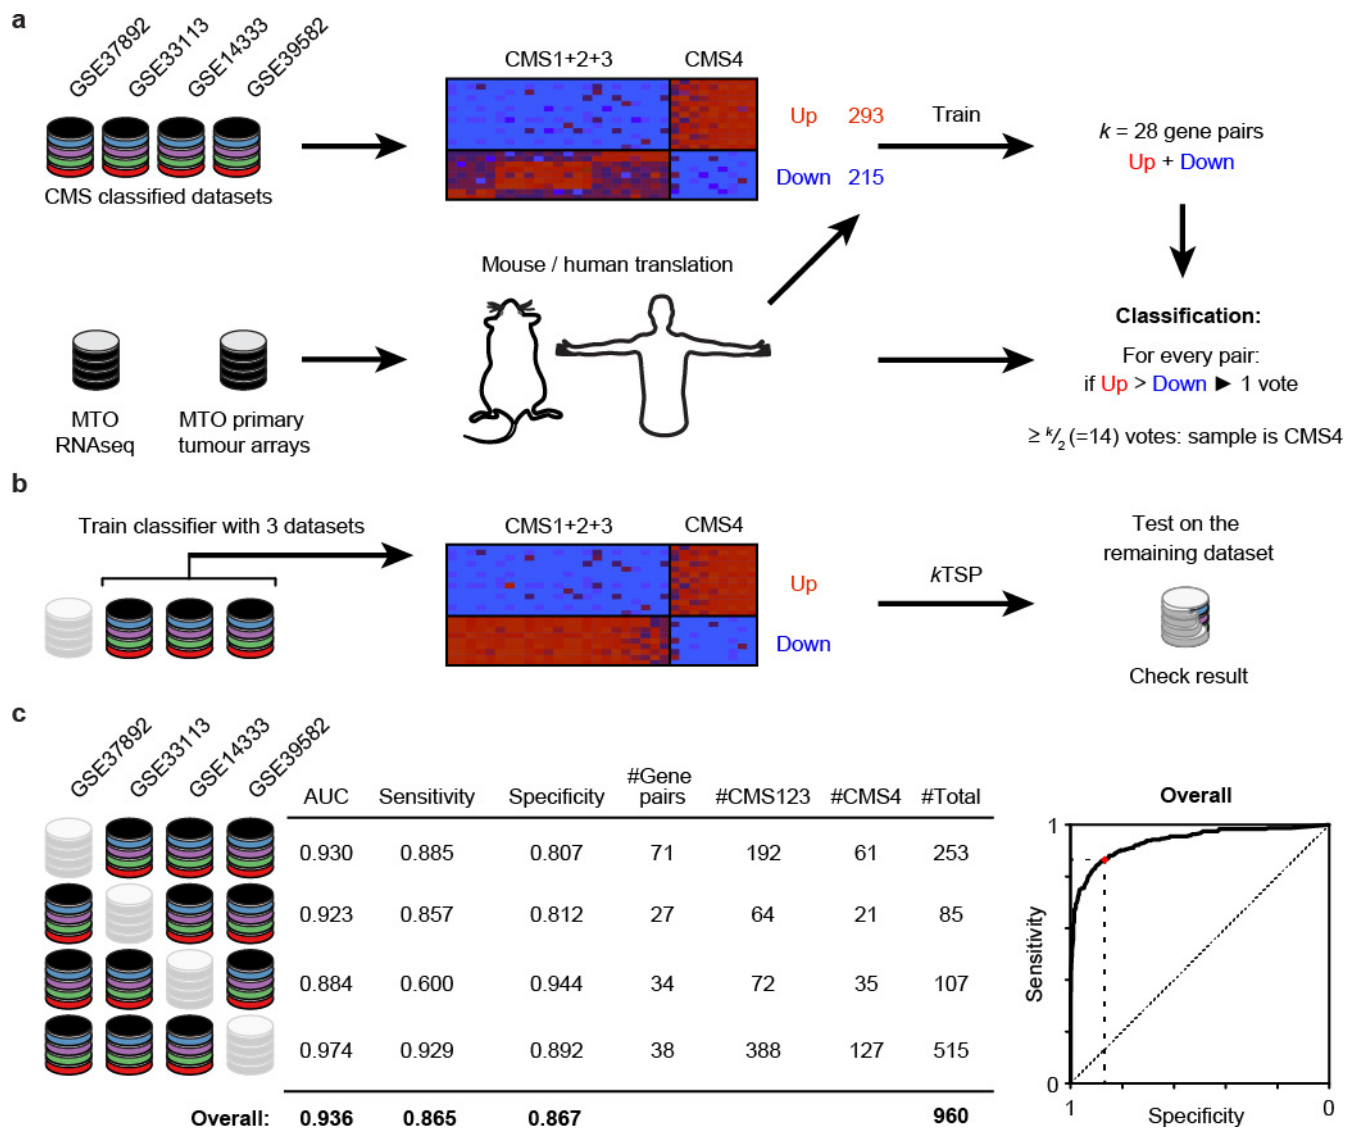 a
GSE37892
GSE33113
GSE14333
GSE39582
CMS classified datasets
CMS1+2+3 CMS4
Up 293
Down 215
Train
k = 28 gene pairs
Up + Down
MTO
RNAseq
MTO primary
tumour arrays
Mouse / human translation
Classification:
For every pair:
if Up > Down ► 1 vote
≥ k/2 (=14) votes: sample is CMS4
b
Train classifier with 3 datasets
CMS1+2+3 CMS4
Up
Down
kTSP
Test on the
remaining dataset
Check result
c
GSE37892
GSE33113
GSE14333
GSE39582
AUC Sensitivity Specificity #Gene pairs #CMS123 #CMS4 #Total
0.930 0.885 0.807 71 192 61 253
0.923 0.857 0.812 27 64 21 85
0.884 0.600 0.944 34 72 35 107
0.974 0.929 0.892 38 388 127 515
Overall: 0.936 0.865 0.867 960
Overall
1
Sensitivity
0
1 0
Specificity